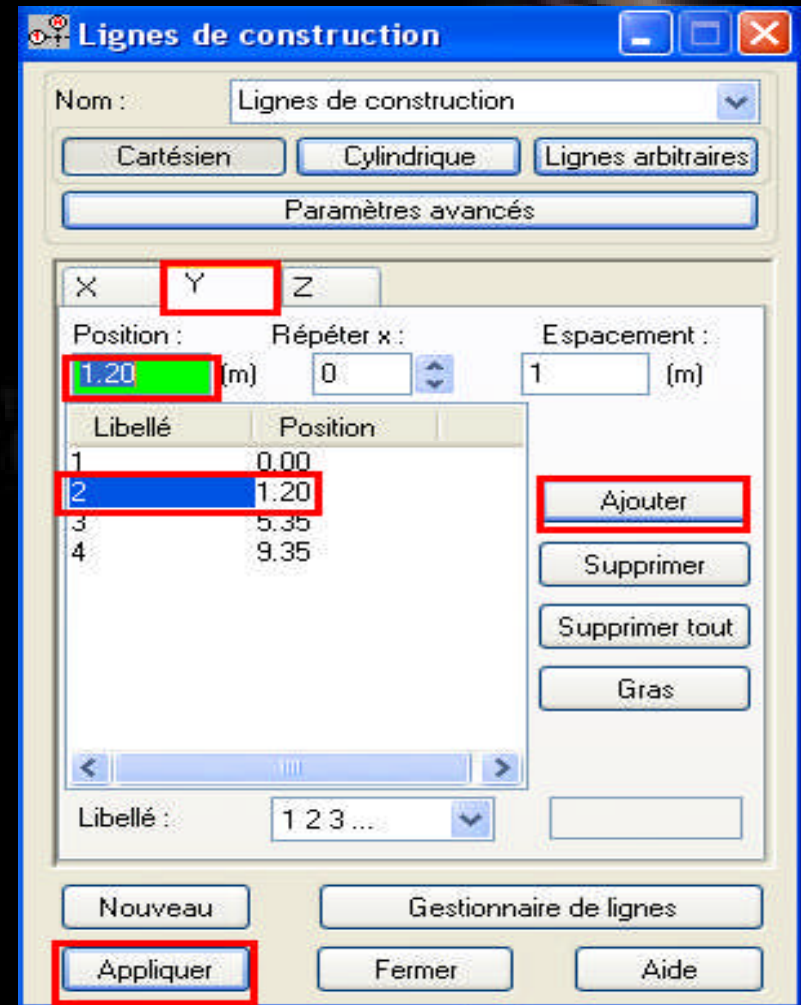 Lignes de construction
Nom : Lignes de construction
Cartésien Cylindrique Lignes arbitraires
Paramètres avancés
X Y Z
Position : Répéter x : Espacement :
1.20 (m) 0 1 (m)
Libellé Position
1 0.00
2 1.20
3 5.35
4 9.35
Ajouter
Supprimer
Supprimer tout
Gras
Libellé : 1 2 3 ...
Nouveau Gestionnaire de lignes
Appliquer Fermer Aide